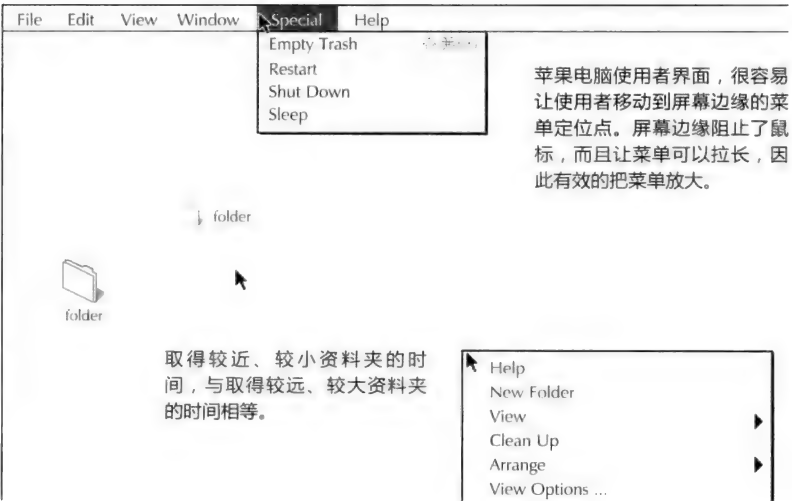 File Edit View Window Special Help
Empty Trash
Restart
Shut Down
Sleep
苹果电脑使用者界面，很容易
让使用者移动到屏幕边缘的菜
单定位点。屏幕边缘阻止了鼠
标，而且让菜单可以拉长，因
此有效的把菜单放大。
folder
folder
取得较近、较小资料夹的时
间，与取得较远、较大资料夹
的时间相等。
Help
New Folder
View
Clean Up
Arrange
View Options ...